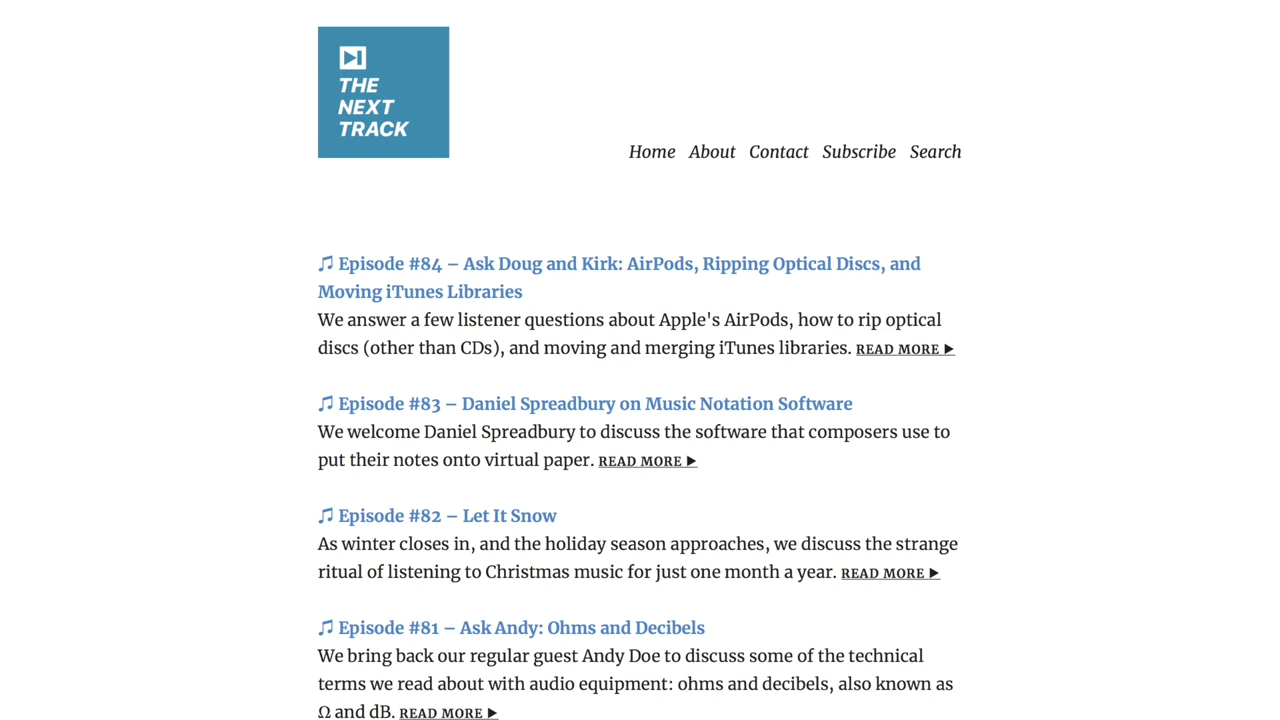 THE
NEXT
TRACK
Home About Contact Subscribe Search
♫ Episode #84 – Ask Doug and Kirk: AirPods, Ripping Optical Discs, and
Moving iTunes Libraries
We answer a few listener questions about Apple's AirPods, how to rip optical
discs (other than CDs), and moving and merging iTunes libraries. READ MORE ▶
♫ Episode #83 – Daniel Spreadbury on Music Notation Software
We welcome Daniel Spreadbury to discuss the software that composers use to
put their notes onto virtual paper. READ MORE ▶
♫ Episode #82 – Let It Snow
As winter closes in, and the holiday season approaches, we discuss the strange
ritual of listening to Christmas music for just one month a year. READ MORE ▶
♫ Episode #81 – Ask Andy: Ohms and Decibels
We bring back our regular guest Andy Doe to discuss some of the technical
terms we read about with audio equipment: ohms and decibels, also known as
Ω and dB. READ MORE ▶